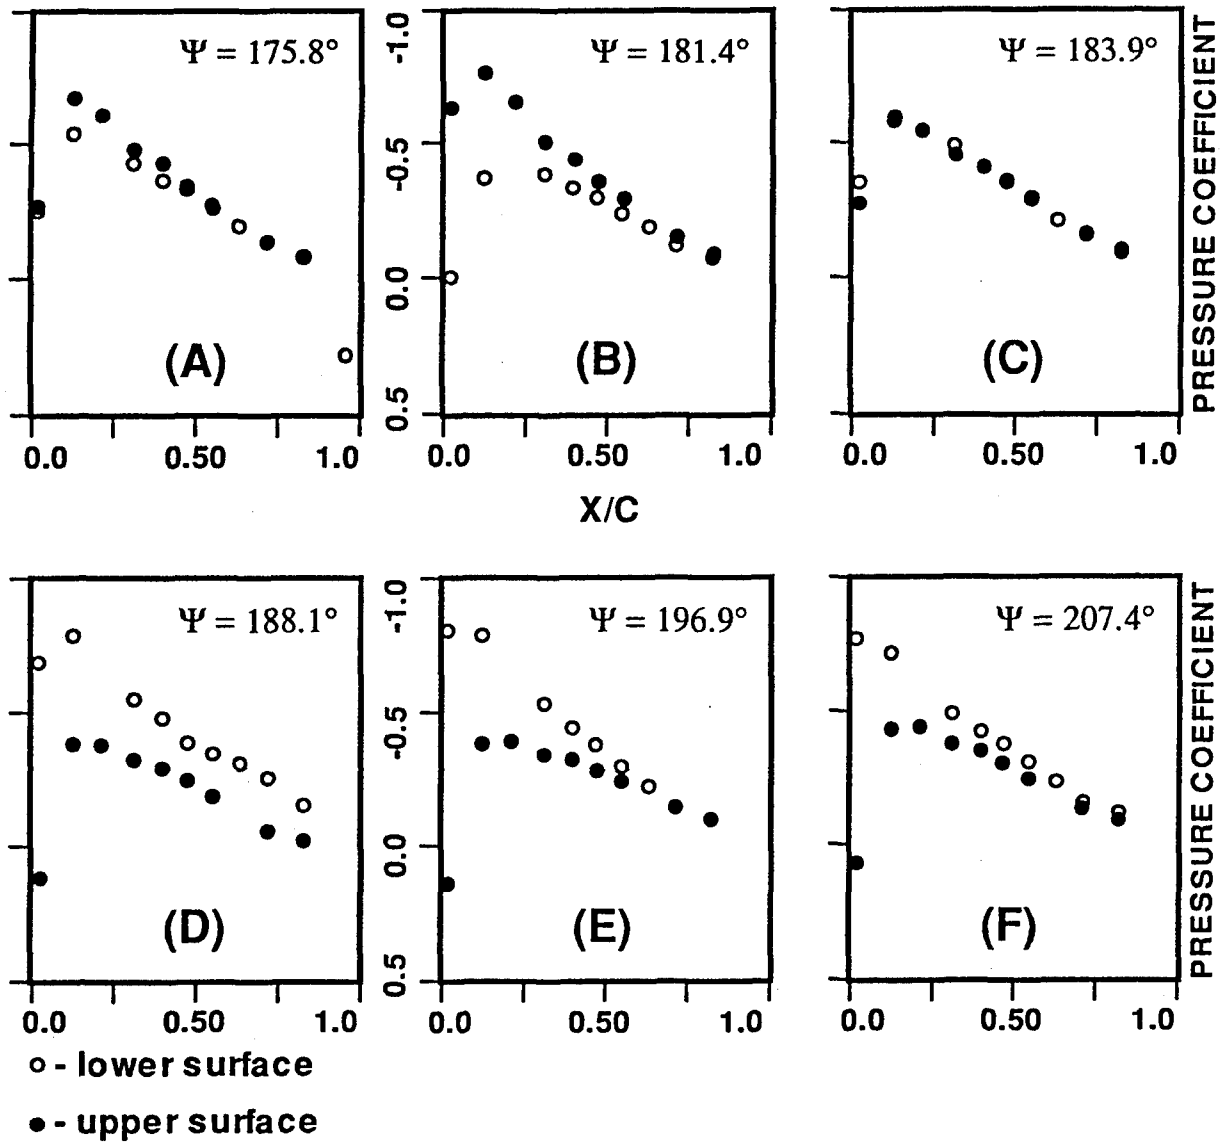 Ψ = 175.8°
(A)
0.0 0.50 1.0
-1.0 -0.5 0.0 0.5
Ψ = 181.4°
(B)
0.0 0.50 1.0
X/C
Ψ = 183.9°
(C)
0.0 0.50 1.0
PRESSURE COEFFICIENT
Ψ = 188.1°
(D)
0.0 0.50 1.0
-1.0 -0.5 0.0 0.5
Ψ = 196.9°
(E)
0.0 0.50 1.0
Ψ = 207.4°
(F)
0.0 0.50 1.0
PRESSURE COEFFICIENT
- lower surface
- upper surface